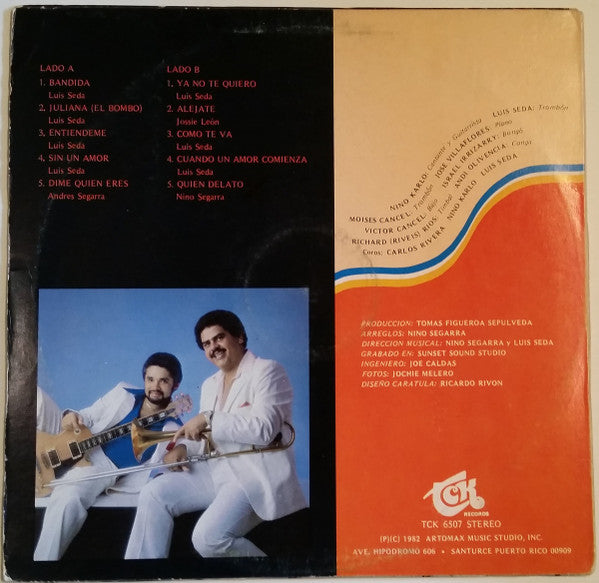 LADO A
1. BANDIDA
Luis Seda
2. JULIANA (EL BOMBO)
Luis Seda
3. ENTIENDEME
Luis Seda
4. SIN UN AMOR
Luis Seda
5. DIME QUIEN ERES
Andres Segarra
LADO B
1. YA NO TE QUIERO
Luis Seda
2. ALEJATE
Jossie León
3. COMO TE VA
Luis Seda
4. CUANDO UN AMOR COMIENZA
Luis Seda
5. QUIEN DELATO
Nino Segarra
LUIS SEDA: Trombón
NINO KARLO: Cantante y Guitarrista
JOSE VILLAFLORES: Piano
MOISES CANCEL: Trombón
ISRAEL IRRIZARRY: Bongó
VICTOR CANCEL: Bajo
ANDI OLIVENCIA: Conga
RICHARD (RIVEIS) RIOS: Timbal
Coros: CARLOS RIVERA NINO KARLO LUIS SEDA
PRODUCCION: TOMAS FIGUEROA SEPULVEDA
ARREGLOS: NINO SEGARRA
DIRECCION MUSICAL: NINO SEGARRA y LUIS SEDA
GRABADO EN: SUNSET SOUND STUDIO
INGENIERO: JOE CALDAS
FOTOS: JOCHIE MELERO
DISEÑO CARATULA: RICARDO RIVON
TCK
RECORDS
TCK 6507 STEREO
(P)(C) 1982 ARTOMAX MUSIC STUDIO, INC.
AVE. HIPODROMO 606 • SANTURCE PUERTO RICO 00909